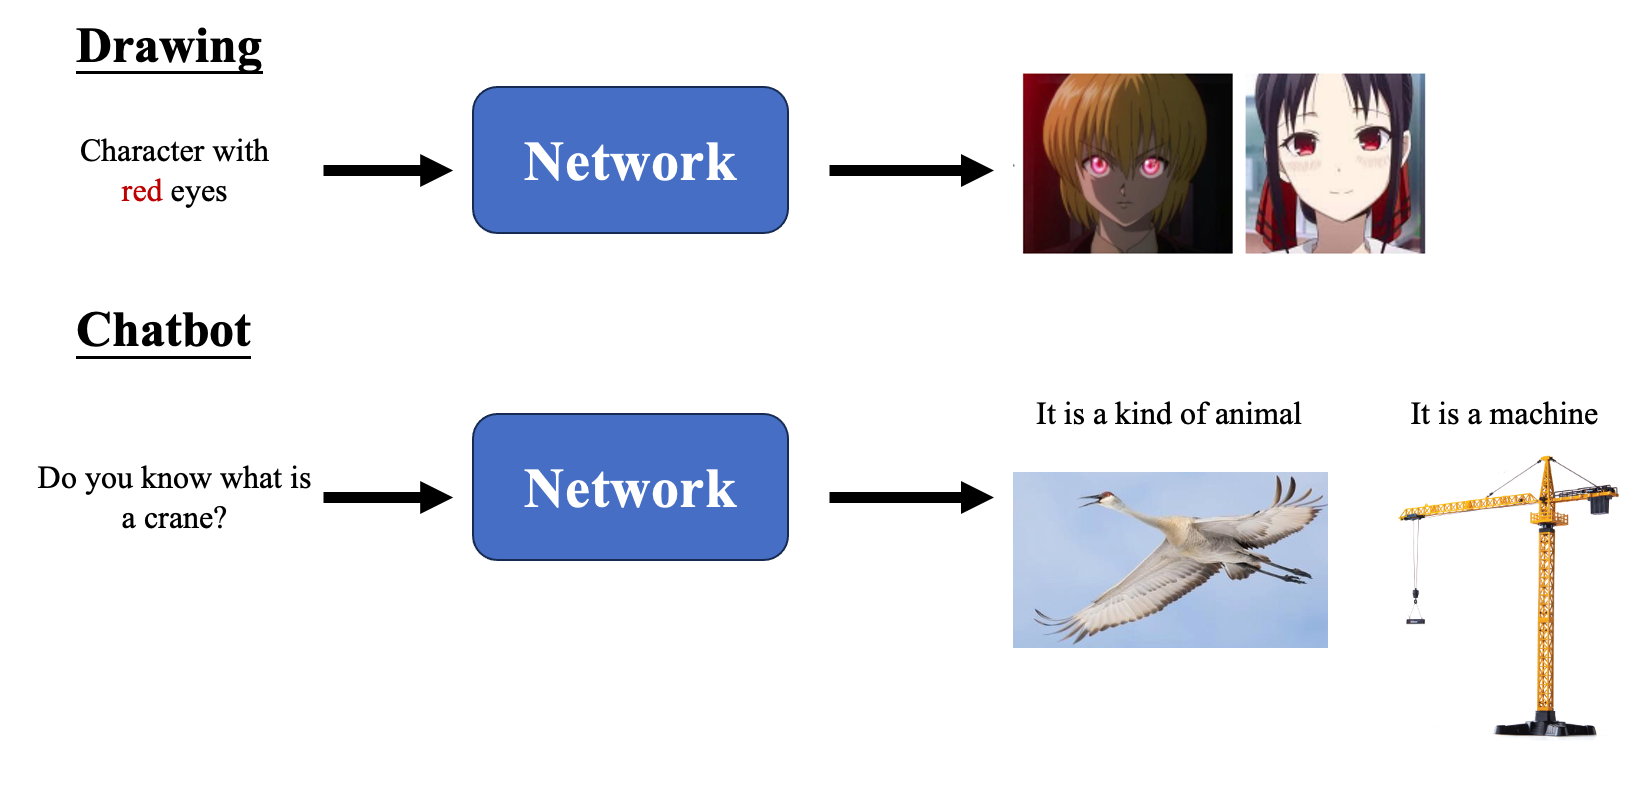 Drawing
Character with
red eyes
Network
Chatbot
Do you know what is
a crane?
Network
It is a kind of animal
It is a machine